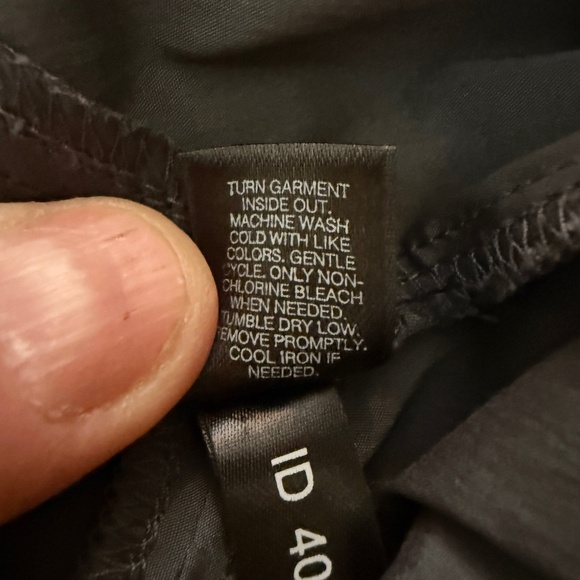 TURN GARMENT
INSIDE OUT.
MACHINE WASH
COLD WITH LIKE
COLORS. GENTLE
CYCLE. ONLY NON-
CHLORINE BLEACH
WHEN NEEDED.
TUMBLE DRY LOW.
REMOVE PROMPTLY.
COOL IRON IF
NEEDED.
ID 40